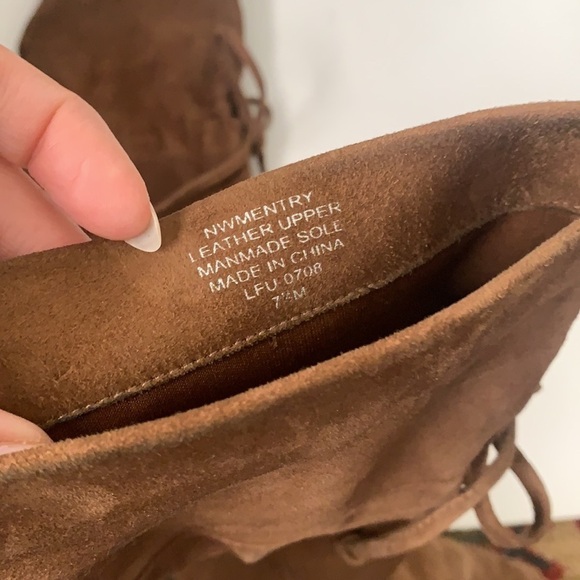 NWMENTRY
LEATHER UPPER
MANMADE SOLE
MADE IN CHINA
LFU 0708
7½M